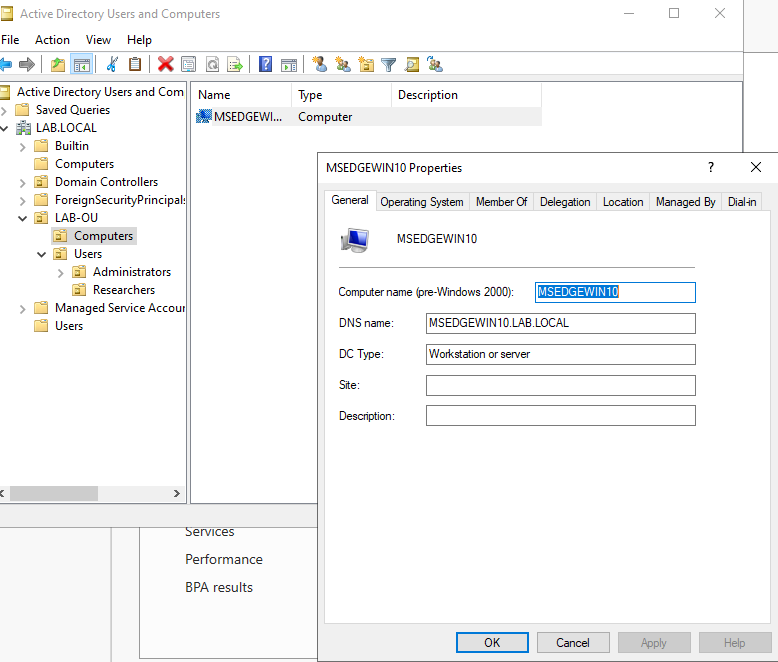 Active Directory Users and Computers
File Action View Help
Active Directory Users and Com
Saved Queries
LAB.LOCAL
Builtin
Computers
Domain Controllers
ForeignSecurityPrincipals
LAB-OU
Computers
Users
Administrators
Researchers
Managed Service Accour
Users
Name Type Description
MSEDGEWI... Computer
MSEDGEWIN10 Properties
General Operating System Member Of Delegation Location Managed By Dial-in
MSEDGEWIN10
Computer name (pre-Windows 2000): MSEDGEWIN10
DNS name: MSEDGEWIN10.LAB.LOCAL
DC Type: Workstation or server
Site:
Description:
OK Cancel Apply Help
Services
Performance
BPA results